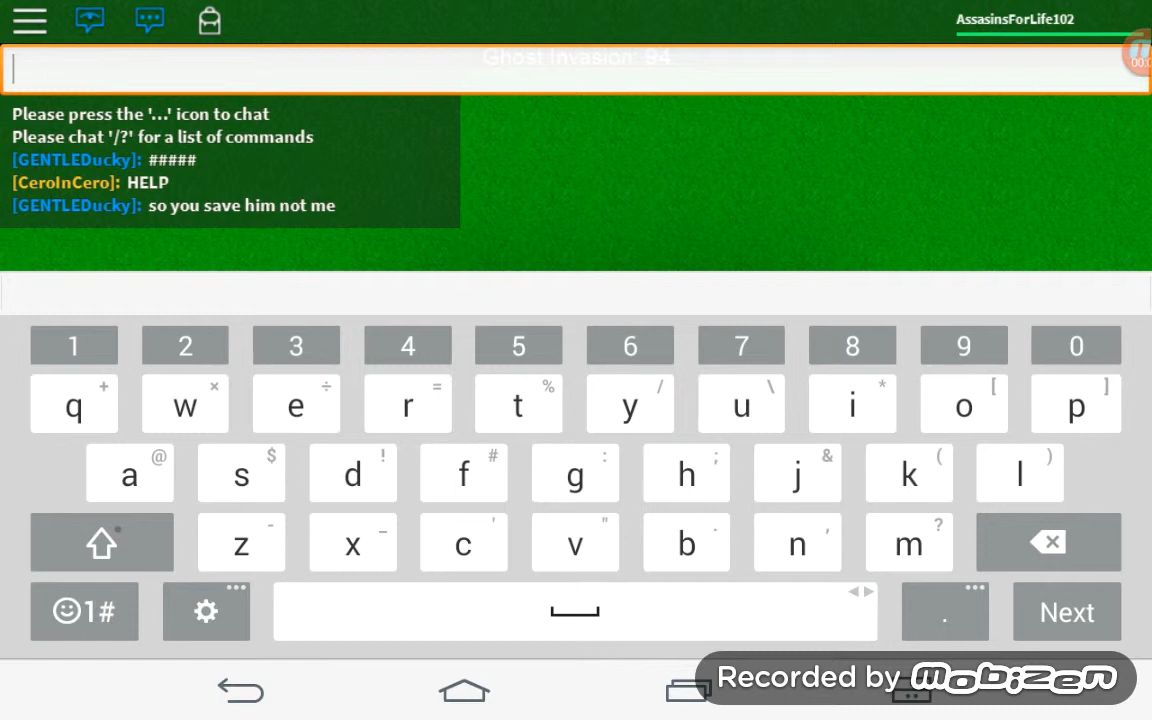 AssasinsForLife102
Ghost Invasion: 94
Please press the '...' icon to chat
Please chat '/?' for a list of commands
[GENTLEDucky]: #####
[CeroInCero]: HELP
[GENTLEDucky]: so you save him not me
1 2 3 4 5 6 7 8 9 0
+ × ÷ = % / \ * [ ]
q w e r t y u i o p
@ $ ! # : ; & ( )
a s d f g h j k l
- _ ' " . , ?
z x c v b n m
1# . Next
Recorded by mobizen